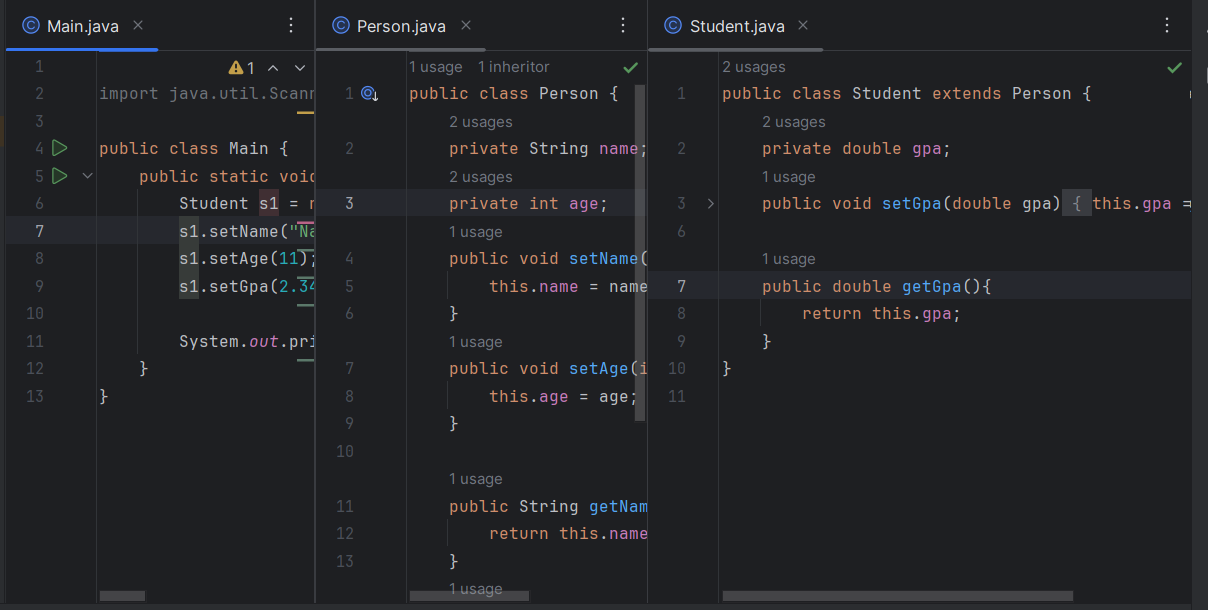 Main.java
1
1
2 import java.util.Scann
3
4 public class Main {
5 public static void
6 Student s1 = n
7 s1.setName("Na
8 s1.setAge(11);
9 s1.setGpa(2.34
10
11 System.out.pri
12 }
13 }
Person.java
1 usage 1 inheritor
1 public class Person {
2 usages
2 private String name;
2 usages
3 private int age;
1 usage
4 public void setName(
5 this.name = name
6 }
1 usage
7 public void setAge(i
8 this.age = age;
9 }
10
1 usage
11 public String getNam
12 return this.name
13 }
1 usage
Student.java
2 usages
1 public class Student extends Person {
2 usages
2 private double gpa;
1 usage
3 public void setGpa(double gpa) { this.gpa =
6
1 usage
7 public double getGpa(){
8 return this.gpa;
9 }
10 }
11